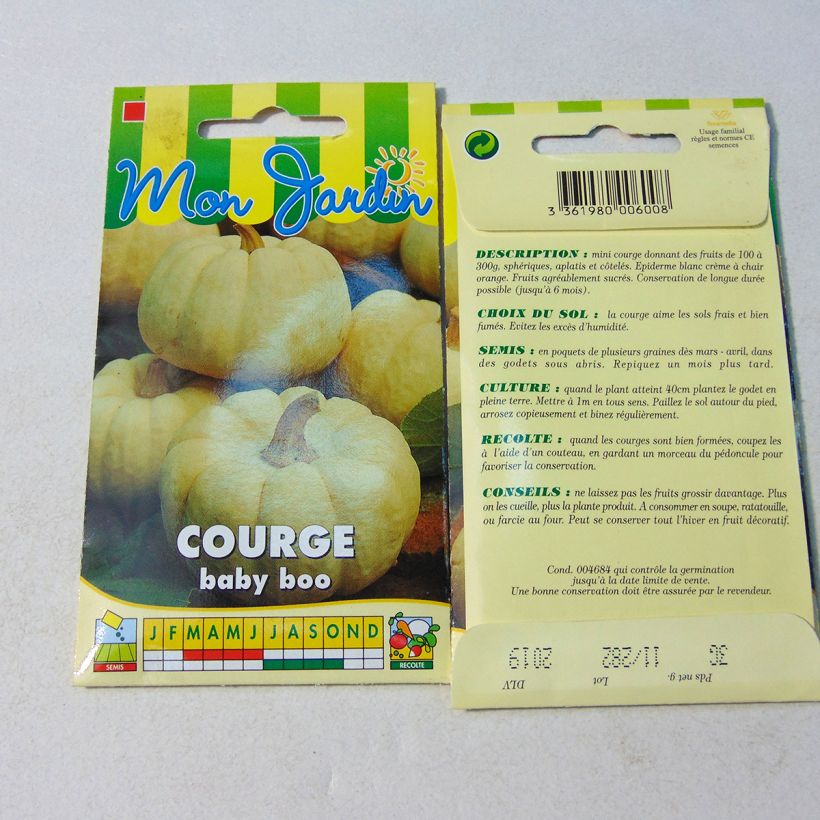 Mon Jardin
COURGE
baby boo
SEMIS
J F M A M J J A S O N D
RECOLTE
Usage familial
règles et normes CE
semences
3 361980 006008
DESCRIPTION : mini courge donnant des fruits de 100 à
300g, sphériques, aplatis et côtelés. Epiderme blanc crème à chair
orange. Fruits agréablement sucrés. Conservation de longue durée
possible (jusqu'à 6 mois).
CHOIX DU SOL : la courge aime les sols frais et bien
fumés. Evitez les excès d'humidité.
SEMIS : en poquets de plusieurs graines dès mars - avril, dans
des godets sous abris. Repiquez un mois plus tard.
CULTURE : quand le plant atteint 40cm plantez le godet en
pleine terre. Mettre à 1m en tous sens. Paillez le sol autour du pied,
arrosez copieusement et binez régulièrement.
RECOLTE : quand les courges sont bien formées, coupez les
à l'aide d'un couteau, en gardant un morceau du pédoncule pour
favoriser la conservation.
CONSEILS : ne laissez pas les fruits grossir davantage. Plus
on les cueille, plus la plante produit. A consommer en soupe, ratatouille,
ou farcie au four. Peut se conserver tout l'hiver en fruit décoratif.
Cond. 004684 qui contrôle la germination
jusqu'à la date limite de vente.
Une bonne conservation doit être assurée par le revendeur.
Pds net g. Lot DLV
3G 11/282 2019